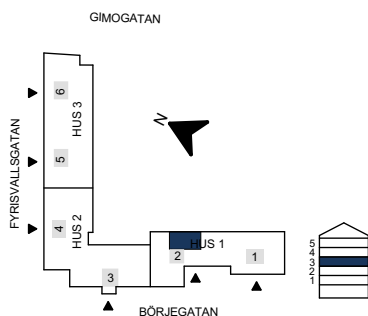 GIMOGATAN
FYRISVALLSGATAN
6
HUS 3
5
4
HUS 2
3
N
HUS 1
2
1
BÖRJEGATAN
5
4
3
2
1